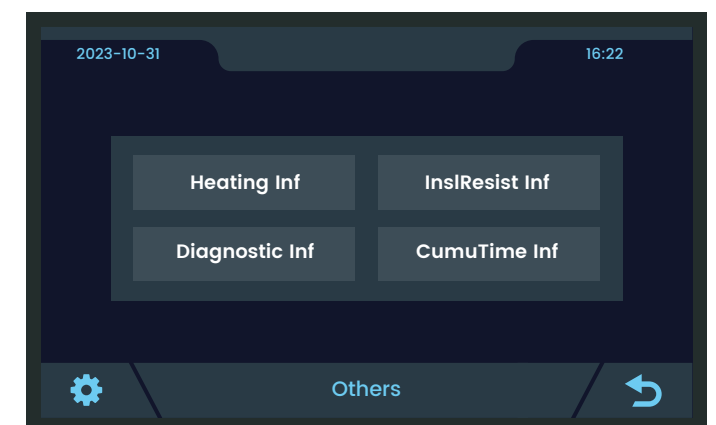 2023-10-31 16:22
Heating Inf InslResist Inf
Diagnostic Inf CumuTime Inf
Others